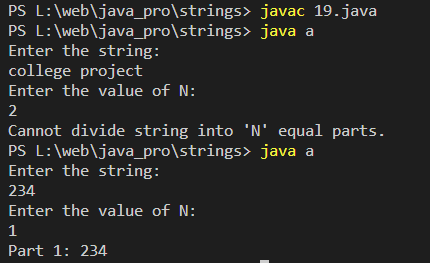 PS L:\web\java_pro\strings> javac 19.java
PS L:\web\java_pro\strings> java a
Enter the string:
college project
Enter the value of N:
2
Cannot divide string into 'N' equal parts.
PS L:\web\java_pro\strings> java a
Enter the string:
234
Enter the value of N:
1
Part 1: 234